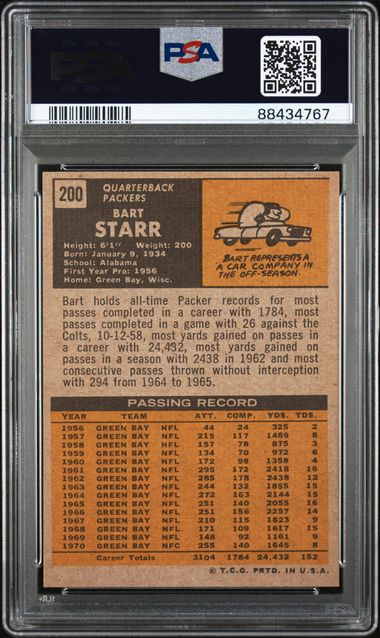 PSA
PSA
PSA
88434767
200
QUARTERBACK
PACKERS
BART
STARR
Height: 6'1" Weight: 200
Born: January 9, 1934
School: Alabama
First Year Pro: 1956
Home: Green Bay, Wisc.
BART REPRESENTS
A CAR COMPANY IN
THE OFF-SEASON.
Bart holds all-time Packer records for most
passes completed in a career with 1784, most
passes completed in a game with 26 against the
Colts, 10-12-58, most yards gained on passes in
a career with 24,432, most yards gained on
passes in a season with 2438 in 1962 and most
consecutive passes thrown without interception
with 294 from 1964 to 1965.
PASSING RECORD
YEAR TEAM ATT. COMP. YDS. TDS.
1956 GREEN BAY NFL 44 24 325 2
1957 GREEN BAY NFL 215 117 1489 8
1958 GREEN BAY NFL 157 78 875 3
1959 GREEN BAY NFL 134 70 972 6
1960 GREEN BAY NFL 172 98 1358 4
1961 GREEN BAY NFL 295 172 2418 16
1962 GREEN BAY NFL 285 178 2438 12
1963 GREEN BAY NFL 244 132 1855 15
1964 GREEN BAY NFL 272 163 2144 15
1965 GREEN BAY NFL 251 140 2055 16
1966 GREEN BAY NFL 251 156 2257 14
1967 GREEN BAY NFL 210 115 1823 9
1968 GREEN BAY NFL 171 109 1617 15
1969 GREEN BAY NFL 148 92 1161 9
1970 GREEN BAY NFC 255 140 1645 8
Career Totals 3104 1784 24,432 152
© T.C.G. PRTD. IN U.S.A.